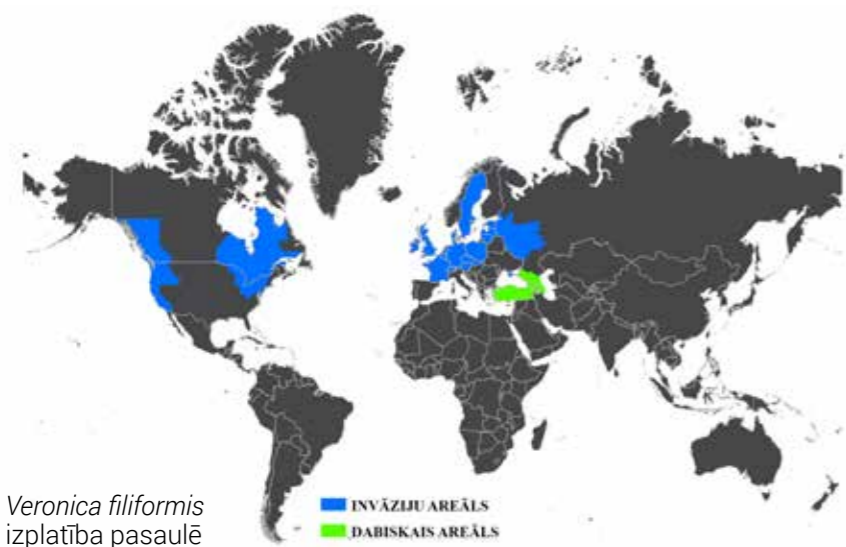 Veronica filiformis
izplatība pasaulē
INVĀZIJU AREĀLS
DABISKAIS AREĀLS